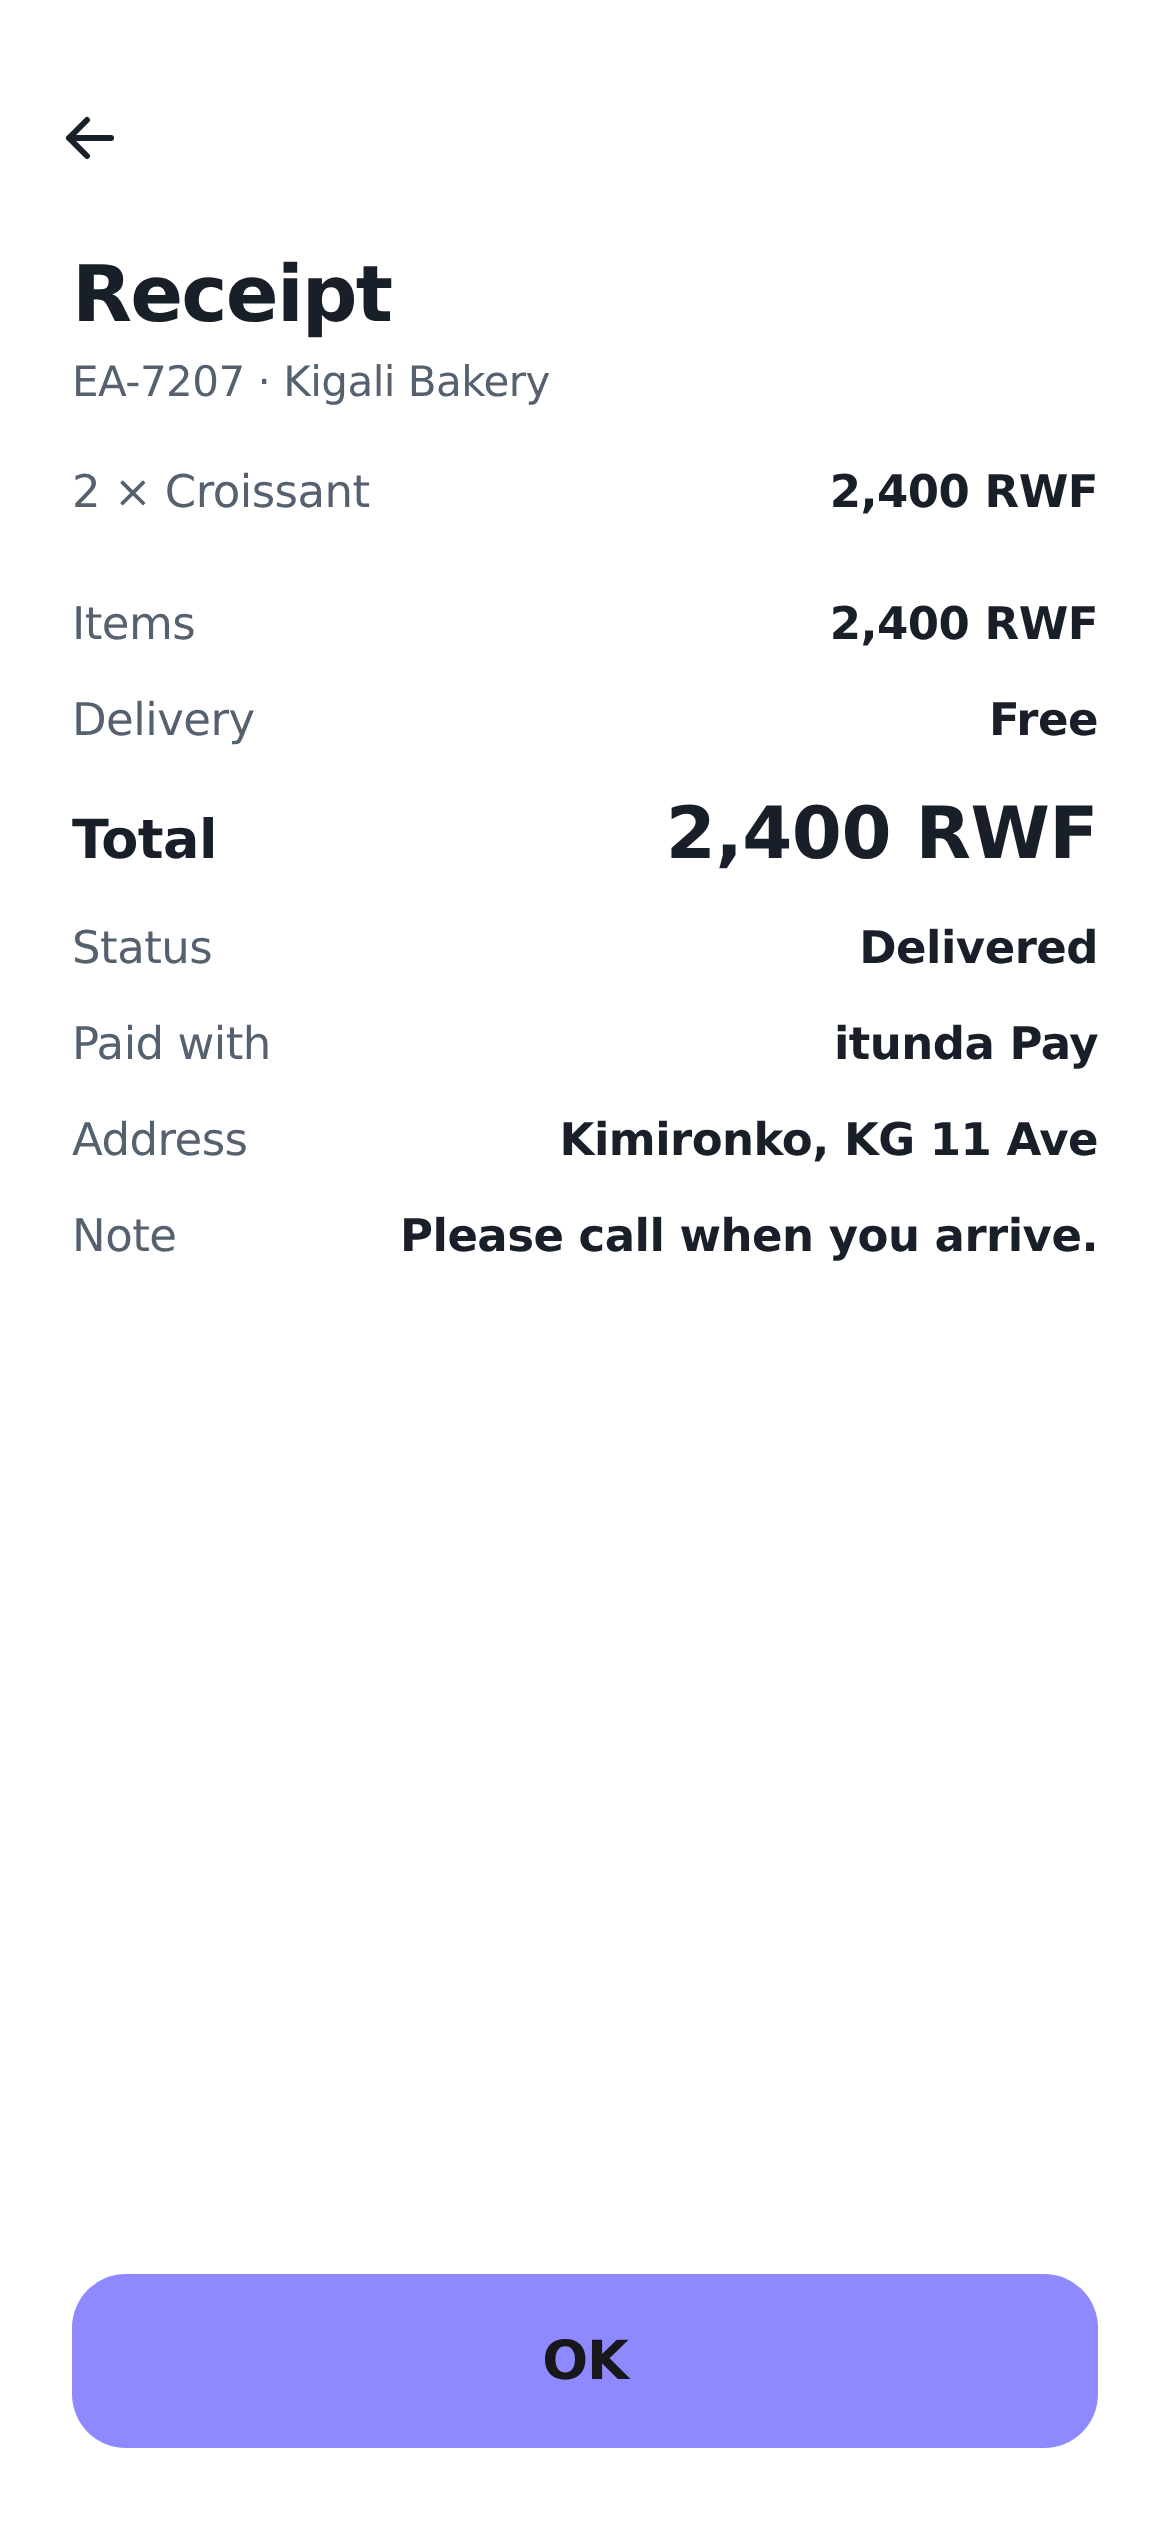 Receipt
EA-7207 · Kigali Bakery
2 × Croissant 2,400 RWF
Items 2,400 RWF
Delivery Free
Total 2,400 RWF
Status Delivered
Paid with itunda Pay
Address Kimironko, KG 11 Ave
Note Please call when you arrive.
OK